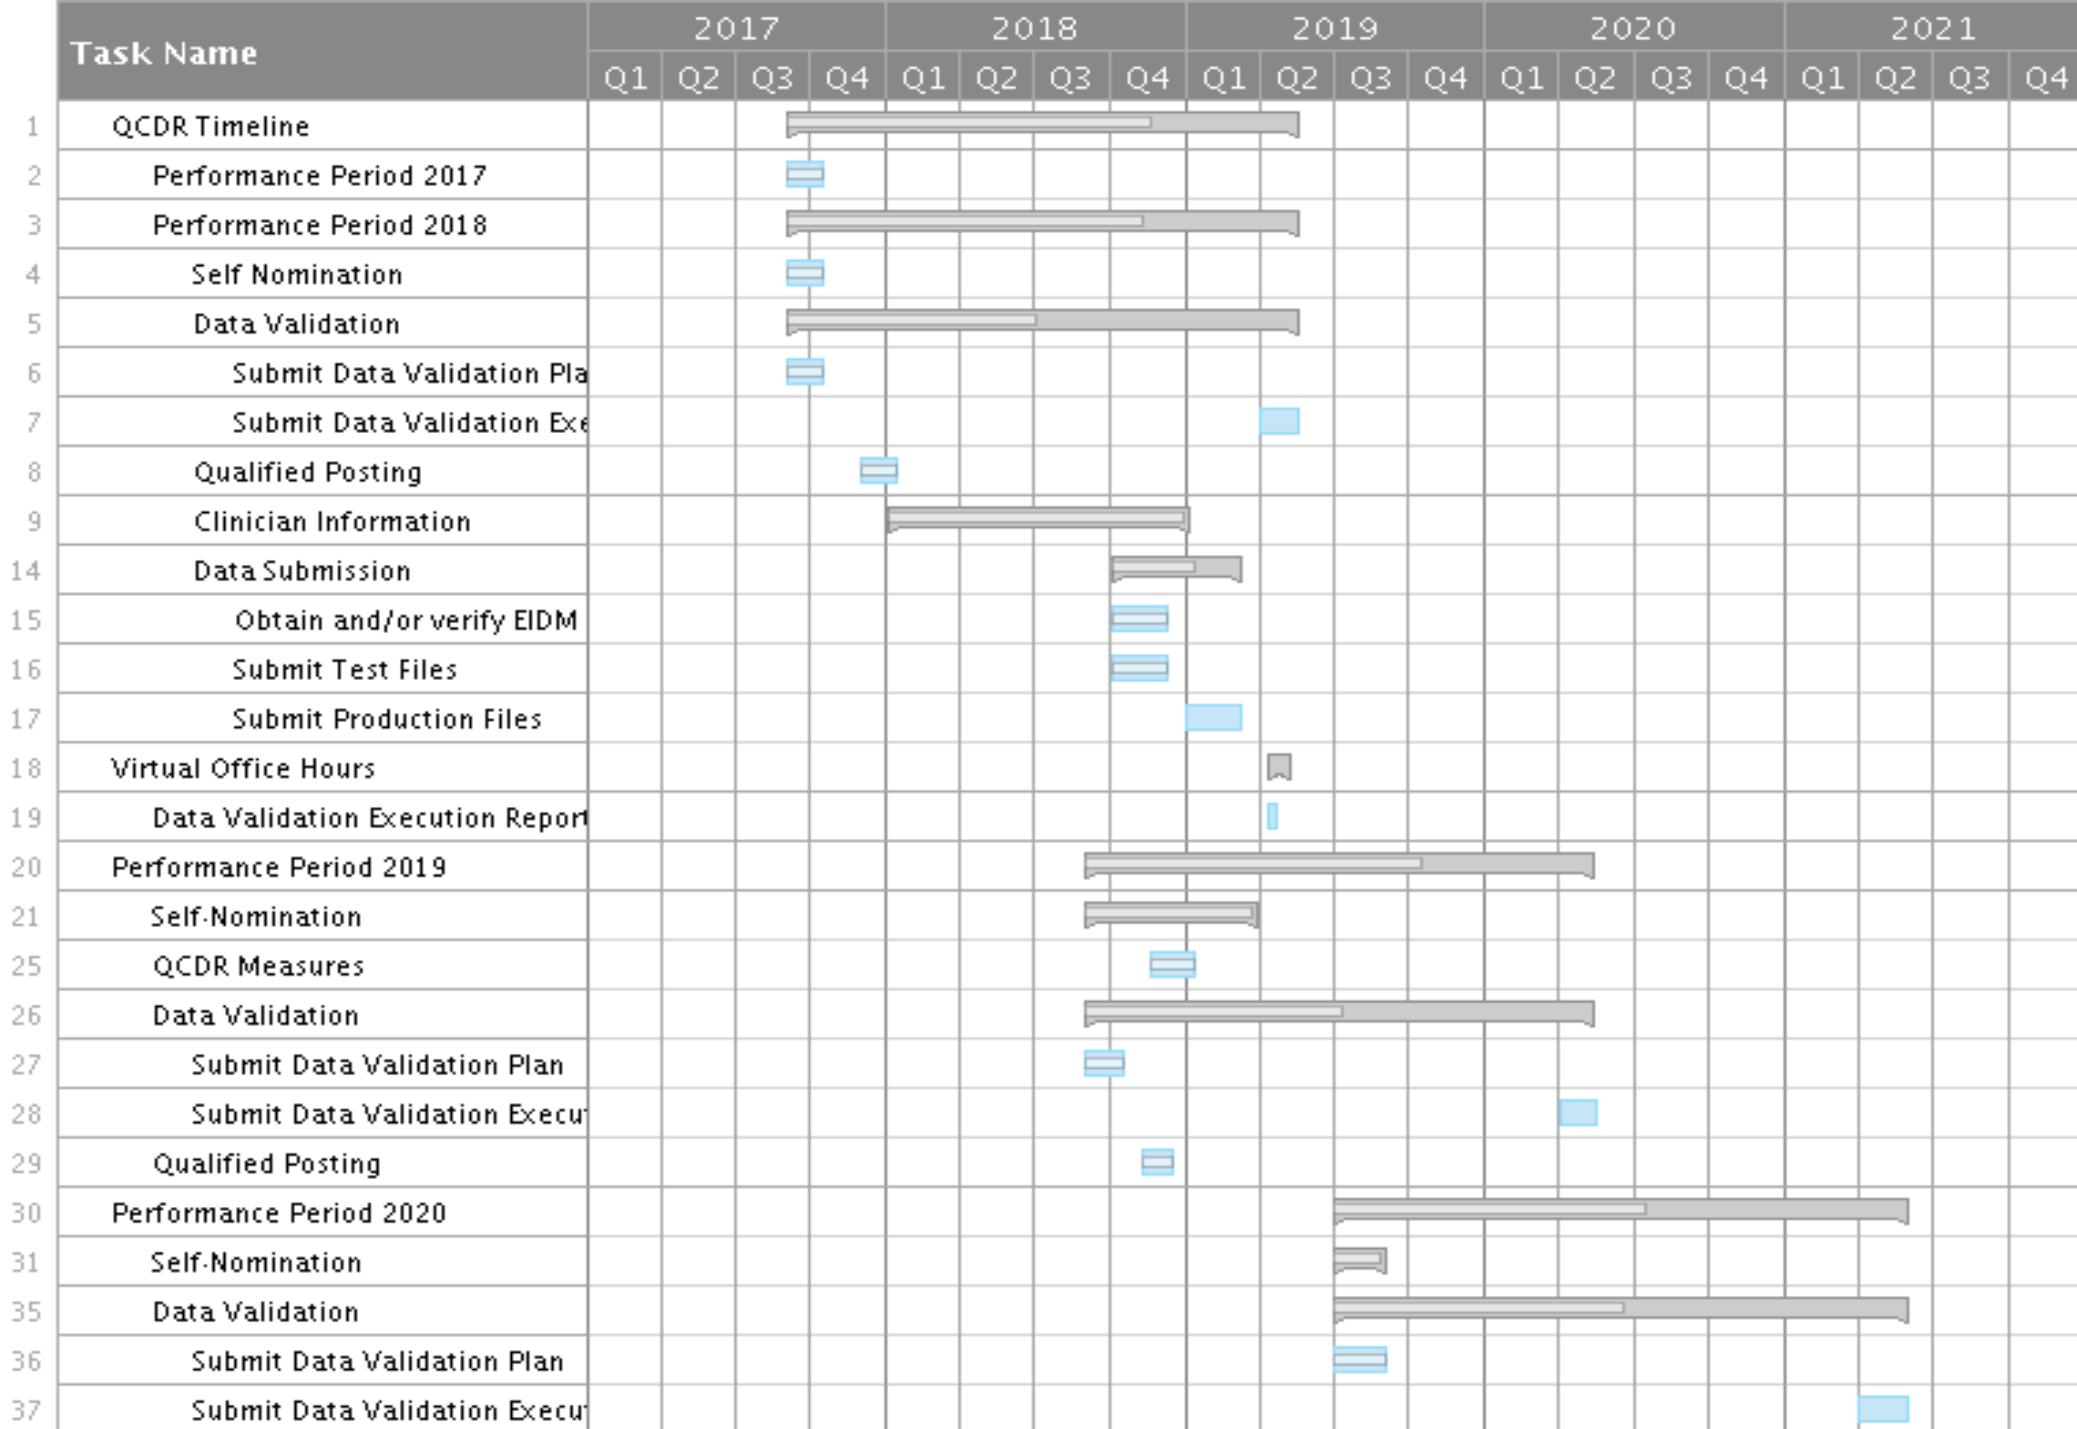 Task Name
2017 2018 2019 2020 2021
Q1 Q2 Q3 Q4 Q1 Q2 Q3 Q4 Q1 Q2 Q3 Q4 Q1 Q2 Q3 Q4 Q1 Q2 Q3 Q4
1 QCDR Timeline
2 Performance Period 2017
3 Performance Period 2018
4 Self Nomination
5 Data Validation
6 Submit Data Validation Pla
7 Submit Data Validation Exe
8 Qualified Posting
9 Clinician Information
14 Data Submission
15 Obtain and/or verify EIDM
16 Submit Test Files
17 Submit Production Files
18 Virtual Office Hours
19 Data Validation Execution Report
20 Performance Period 2019
21 Self-Nomination
25 QCDR Measures
26 Data Validation
27 Submit Data Validation Plan
28 Submit Data Validation Execu
29 Qualified Posting
30 Performance Period 2020
31 Self-Nomination
35 Data Validation
36 Submit Data Validation Plan
37 Submit Data Validation Execu